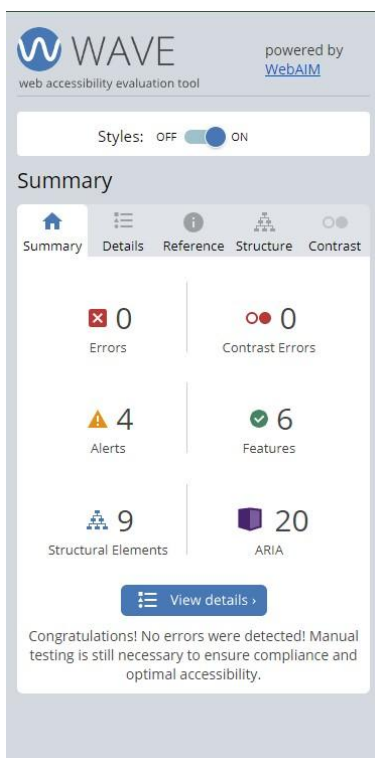 WAVE
powered by
WebAIM
web accessibility evaluation tool
Styles: OFF ON
Summary
Summary Details Reference Structure Contrast
0 0
Errors Contrast Errors
4 6
Alerts Features
9 20
Structural Elements ARIA
View details ›
Congratulations! No errors were detected! Manual
testing is still necessary to ensure compliance and
optimal accessibility.